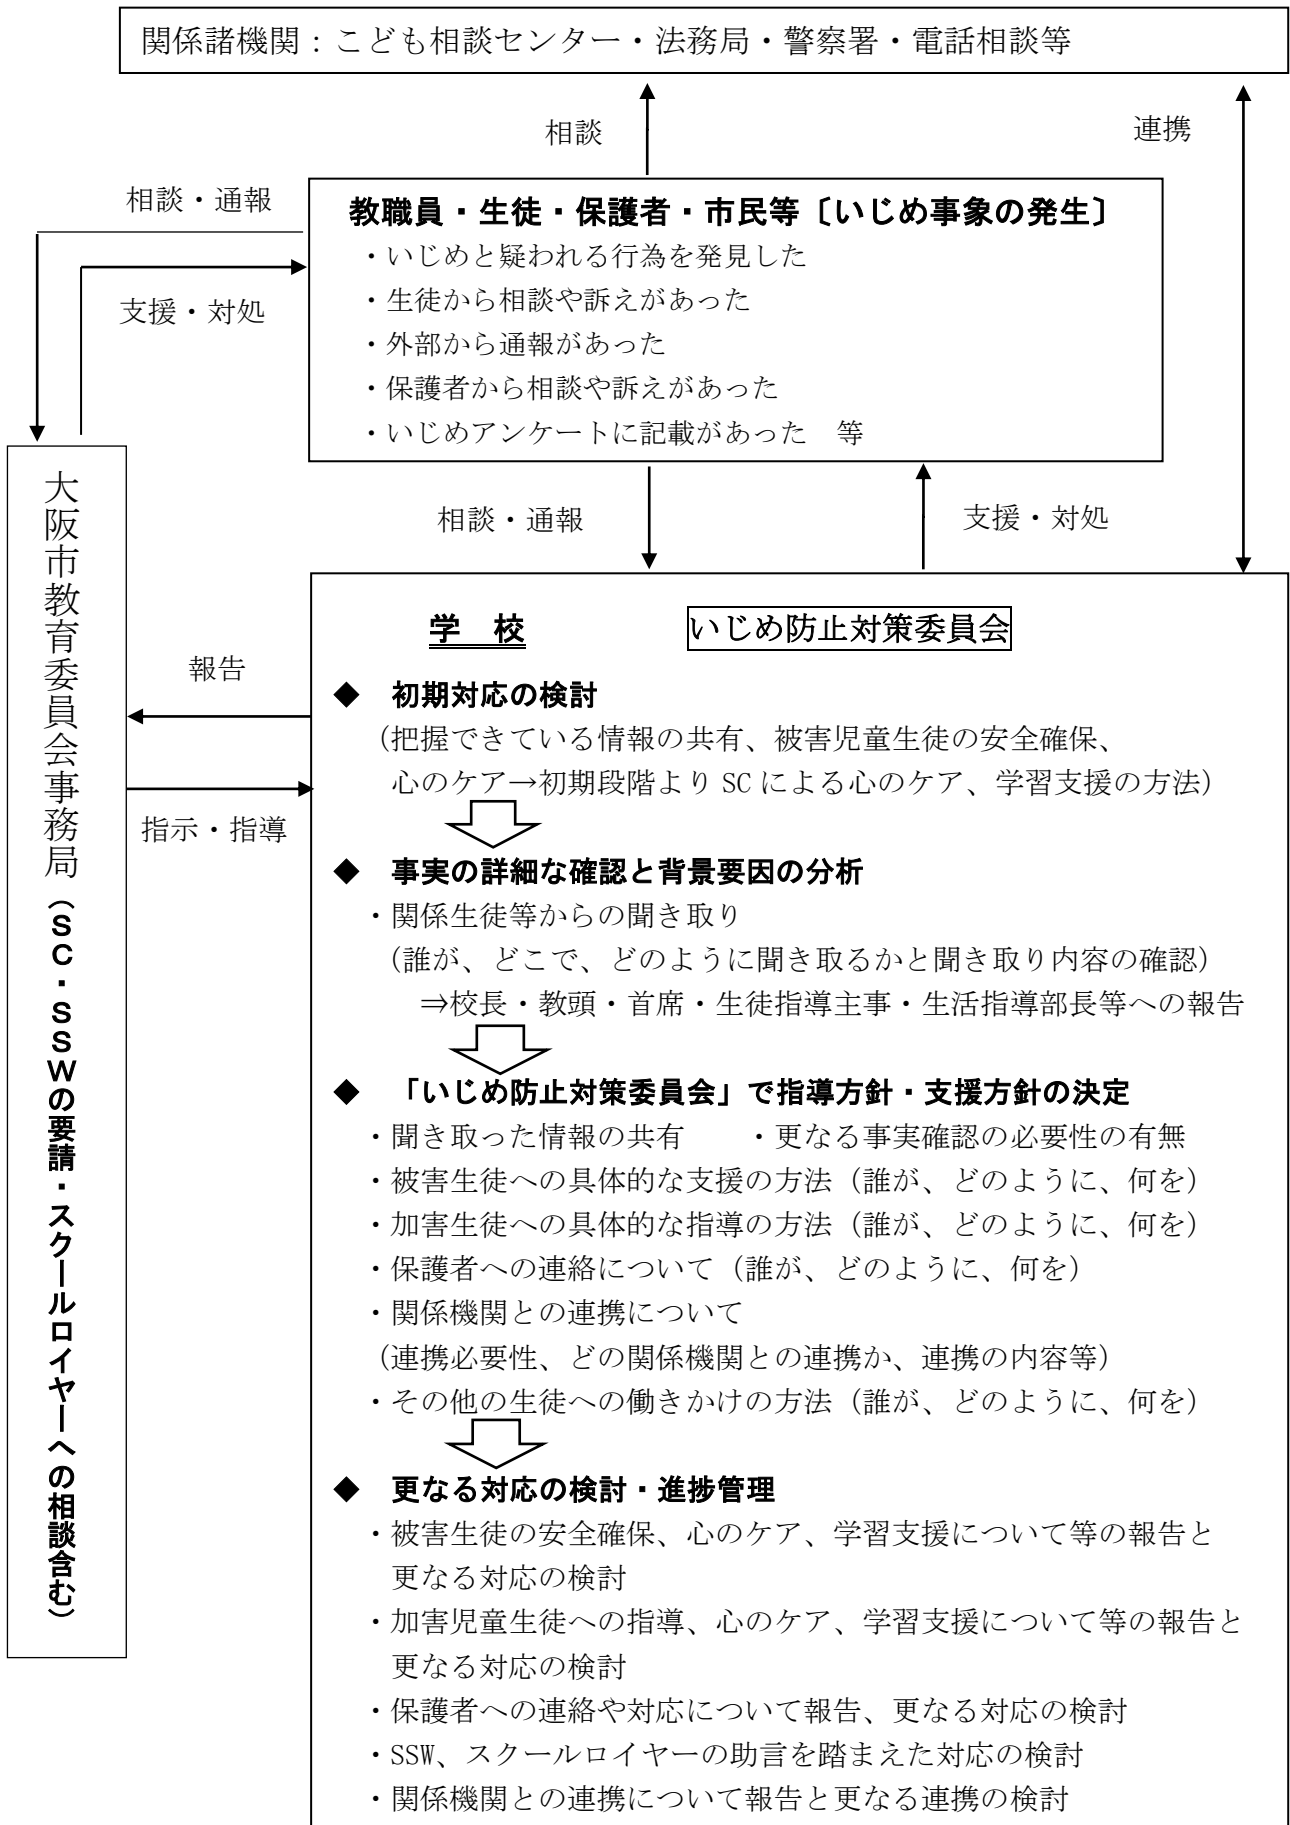 関係諸機関：こども相談センター・法務局・警察署・電話相談等
相談
連携
相談・通報
教職員・生徒・保護者・市民等〔いじめ事象の発生〕
・いじめと疑われる行為を発見した
・生徒から相談や訴えがあった
・外部から通報があった
・保護者から相談や訴えがあった
・いじめアンケートに記載があった　等
支援・対処
相談・通報
支援・対処
大阪市教育委員会事務局（ＳＣ・ＳＳＷの要請・スクールロイヤーへの相談含む）
報告
指示・指導
学　校　いじめ防止対策委員会
◆　初期対応の検討
（把握できている情報の共有、被害児童生徒の安全確保、
心のケア→初期段階より SC による心のケア、学習支援の方法）
◆　事実の詳細な確認と背景要因の分析
・関係生徒等からの聞き取り
（誰が、どこで、どのように聞き取るかと聞き取り内容の確認）
⇒校長・教頭・首席・生徒指導主事・生活指導部長等への報告
◆　「いじめ防止対策委員会」で指導方針・支援方針の決定
・聞き取った情報の共有　　・更なる事実確認の必要性の有無
・被害生徒への具体的な支援の方法（誰が、どのように、何を）
・加害生徒への具体的な指導の方法（誰が、どのように、何を）
・保護者への連絡について（誰が、どのように、何を）
・関係機関との連携について
（連携必要性、どの関係機関との連携か、連携の内容等）
・その他の生徒への働きかけの方法（誰が、どのように、何を）
◆　更なる対応の検討・進捗管理
・被害生徒の安全確保、心のケア、学習支援について等の報告と
更なる対応の検討
・加害児童生徒への指導、心のケア、学習支援について等の報告と
更なる対応の検討
・保護者への連絡や対応について報告、更なる対応の検討
・SSW、スクールロイヤーの助言を踏まえた対応の検討
・関係機関との連携について報告と更なる連携の検討